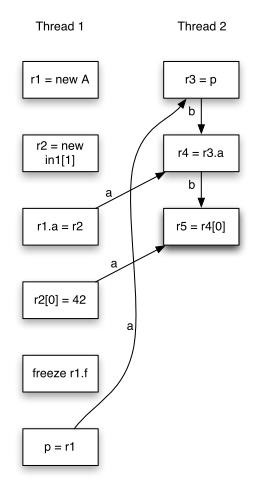 Thread 1
Thread 2
r1 = new A
r3 = p
b
r2 = new
in1[1]
r4 = r3.a
a
b
r1.a = r2
r5 = r4[0]
a
r2[0] = 42
a
freeze r1.f
p = r1